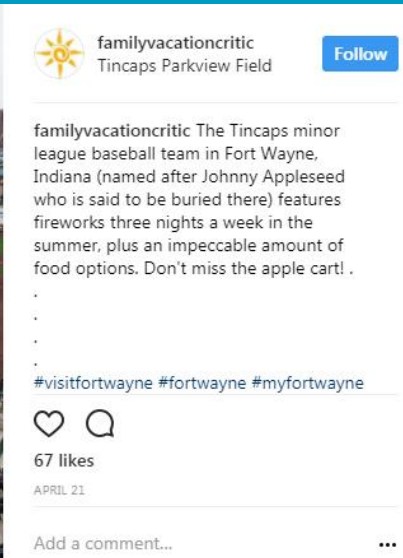 familyvacationcritic
Tincaps Parkview Field
Follow
familyvacationcritic The Tincaps minor
league baseball team in Fort Wayne,
Indiana (named after Johnny Appleseed
who is said to be buried there) features
fireworks three nights a week in the
summer, plus an impeccable amount of
food options. Don't miss the apple cart! .
.
.
.
.
#visitfortwayne #fortwayne #myfortwayne
67 likes
APRIL 21
Add a comment...